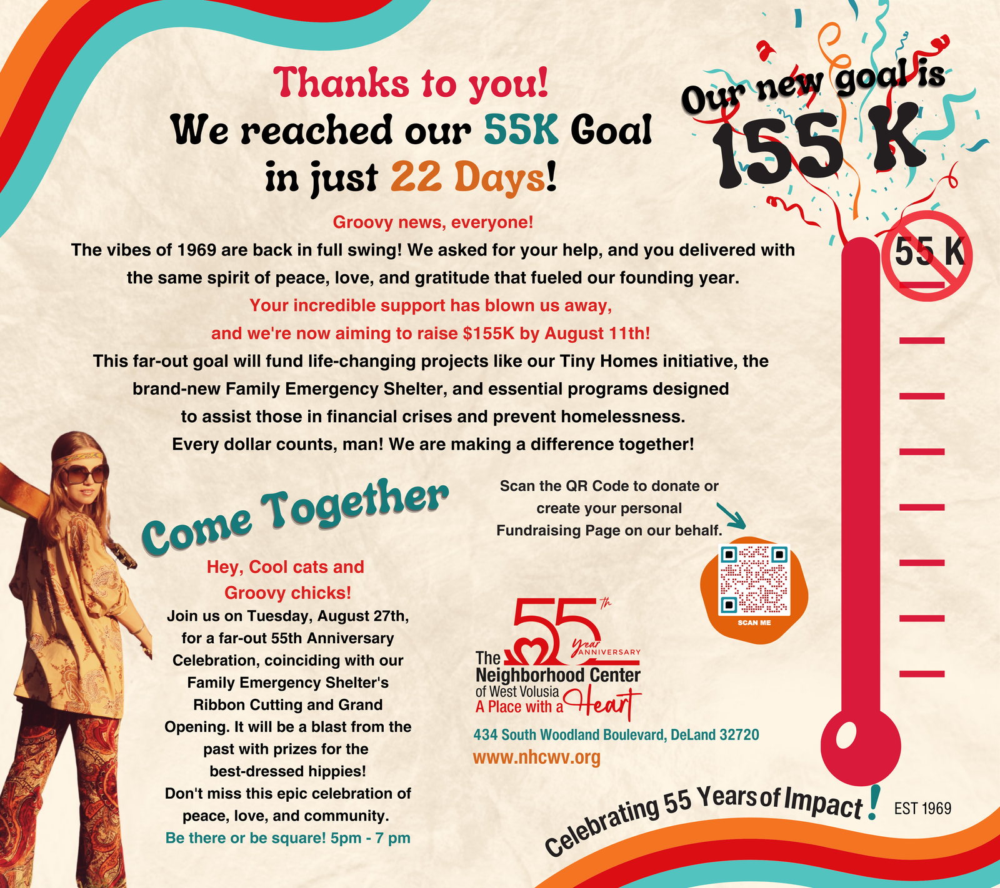 Thanks to you!
We reached our 55K Goal
in just 22 Days!
Our new goal is
155 K
55 K
Groovy news, everyone!
The vibes of 1969 are back in full swing! We asked for your help, and you delivered with
the same spirit of peace, love, and gratitude that fueled our founding year.
Your incredible support has blown us away,
and we're now aiming to raise $155K by August 11th!
This far-out goal will fund life-changing projects like our Tiny Homes initiative, the
brand-new Family Emergency Shelter, and essential programs designed
to assist those in financial crises and prevent homelessness.
Every dollar counts, man! We are making a difference together!
Come Together
Hey, Cool cats and
Groovy chicks!
Join us on Tuesday, August 27th,
for a far-out 55th Anniversary
Celebration, coinciding with our
Family Emergency Shelter's
Ribbon Cutting and Grand
Opening. It will be a blast from the
past with prizes for the
best-dressed hippies!
Don't miss this epic celebration of
peace, love, and community.
Be there or be square! 5pm - 7 pm
Scan the QR Code to donate or
create your personal
Fundraising Page on our behalf.
SCAN ME
55th
Year
ANNIVERSARY
The
Neighborhood Center
of West Volusia
A Place with a Heart
434 South Woodland Boulevard, DeLand 32720
www.nhcwv.org
Celebrating 55 Years of Impact!
EST 1969